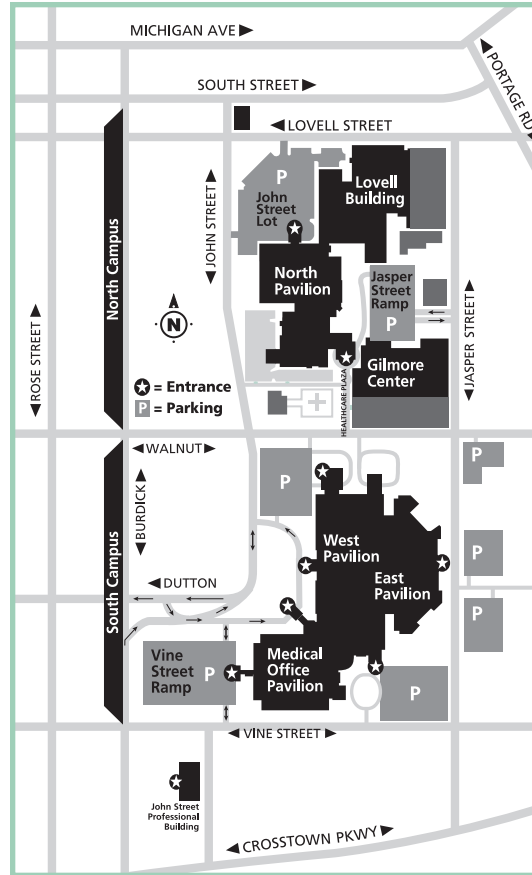 MICHIGAN AVE
SOUTH STREET
PORTAGE RD
LOVELL STREET
P
John
Street
Lot
Lovell
Building
JOHN STREET
North Campus
North
Pavilion
Jasper
Street
Ramp
P
JASPER STREET
ROSE STREET
N
Gilmore
Center
HEALTHCARE PLAZA
= Entrance
P = Parking
WALNUT
P
P
BURDICK
South Campus
West
Pavilion
East
Pavilion
P
DUTTON
P
Vine
Street
Ramp
P
Medical
Office
Pavilion
P
VINE STREET
John Street
Professional
Building
CROSSTOWN PKWY